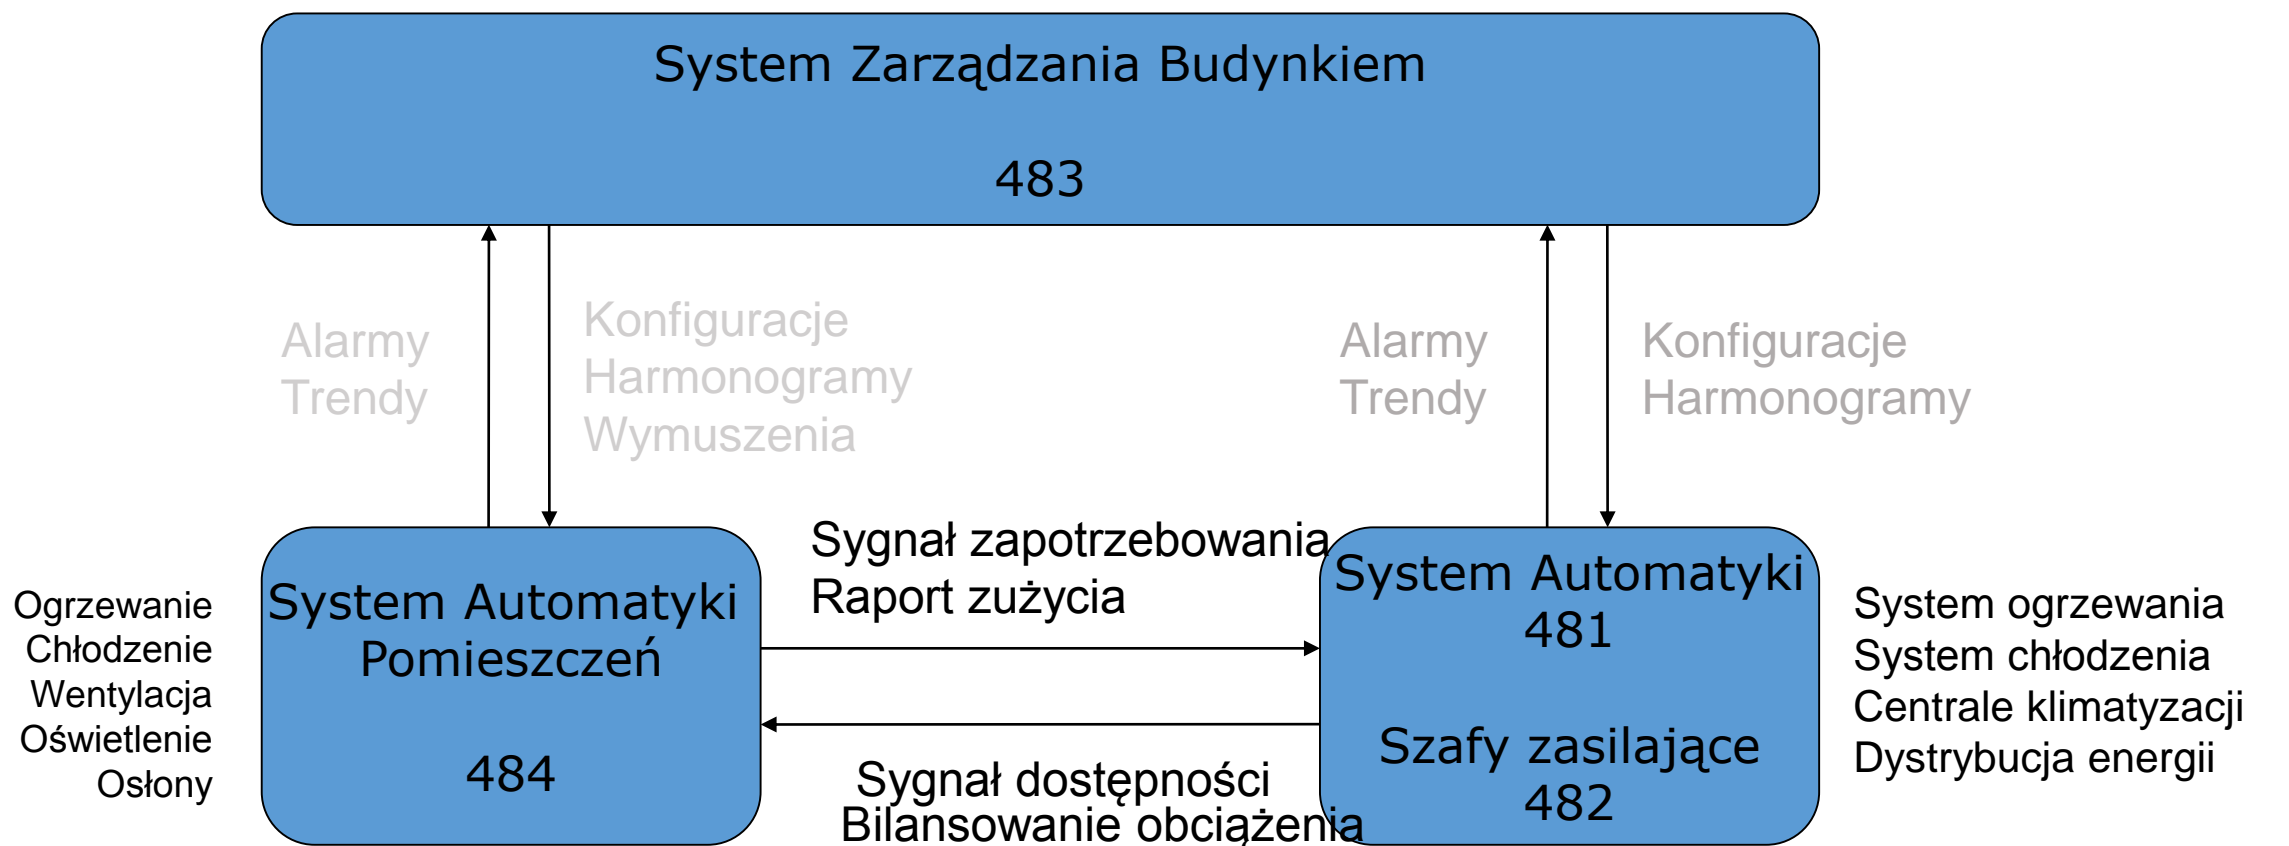 System Zarządzania Budynkiem
483
Alarmy
Trendy
Konfiguracje
Harmonogramy
Wymuszenia
Alarmy
Trendy
Konfiguracje
Harmonogramy
Ogrzewanie
Chłodzenie
Wentylacja
Oświetlenie
Osłony
System Automatyki
Pomieszczeń
484
Sygnał zapotrzebowania
Raport zużycia
Sygnał dostępności
Bilansowanie obciążenia
System Automatyki
481
Szafy zasilające
482
System ogrzewania
System chłodzenia
Centrale klimatyzacji
Dystrybucja energii